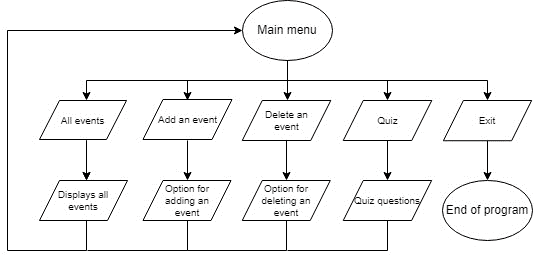 Main menu
All events
Add an event
Delete an
event
Quiz
Exit
Displays all
events
Option for
adding an
event
Option for
deleting an
event
Quiz questions
End of program